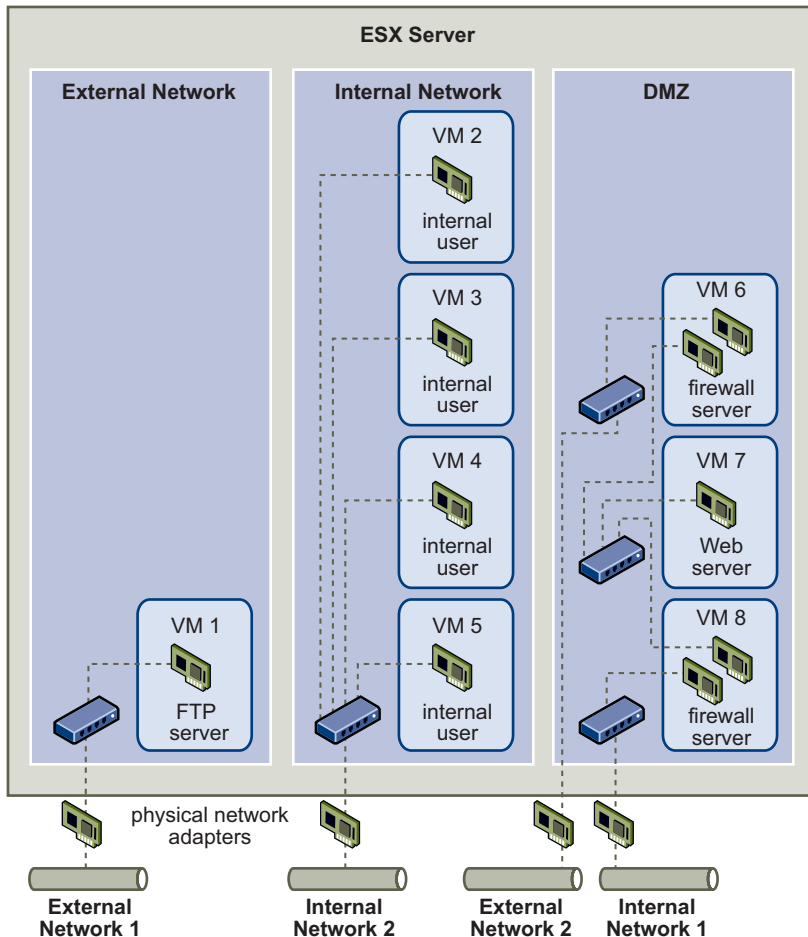 ESX Server
External Network
Internal Network
DMZ
VM 2
internal
user
VM 3
internal
user
VM 4
internal
user
VM 5
internal
user
VM 1
FTP
server
VM 6
firewall
server
VM 7
Web
server
VM 8
firewall
server
physical network
adapters
External
Network 1
Internal
Network 2
External
Network 2
Internal
Network 1